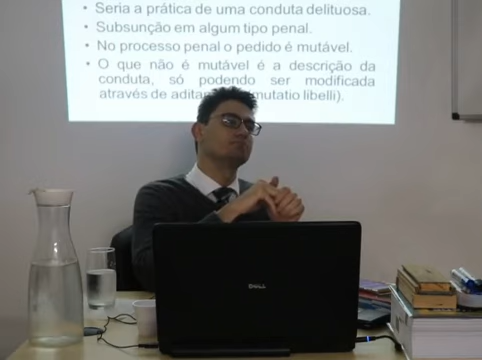 • Seria a prática de uma conduta delituosa.
• Subsunção em algum tipo penal.
• No processo penal o pedido é mutável.
• O que não é mutável é a descrição da
conduta, só podendo ser modificada
através de mutatio libelli).
DELL